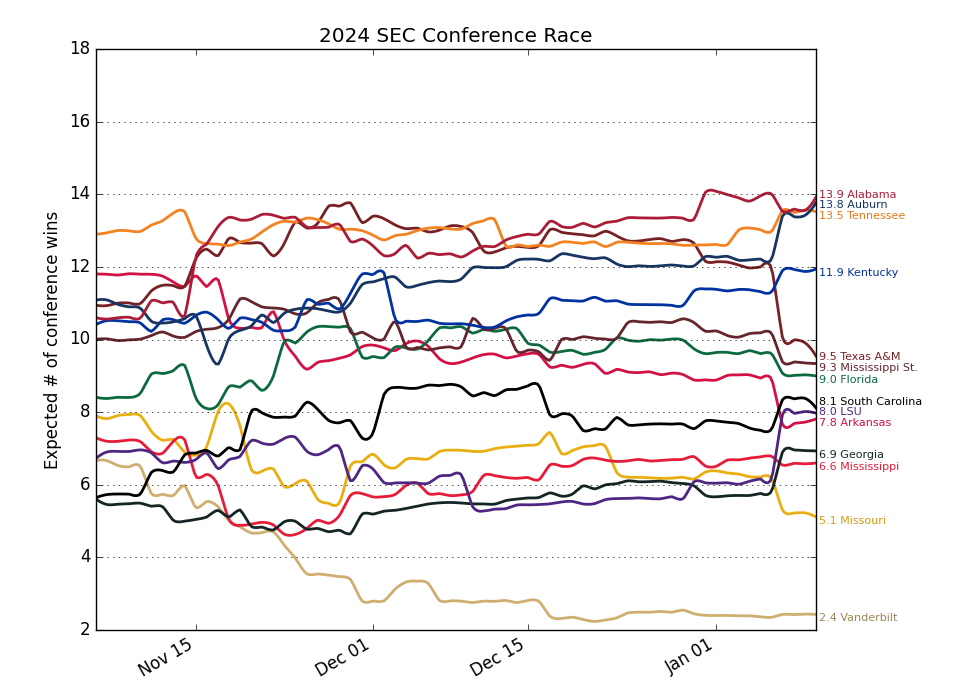 2024 SEC Conference Race
Expected # of conference wins
18
16
14
12
10
8
6
4
2
Nov 15
Dec 01
Dec 15
Jan 01
13.9 Alabama
13.8 Auburn
13.5 Tennessee
11.9 Kentucky
9.5 Texas A&M
9.3 Mississippi St.
9.0 Florida
8.1 South Carolina
8.0 LSU
7.8 Arkansas
6.9 Georgia
6.6 Mississippi
5.1 Missouri
2.4 Vanderbilt